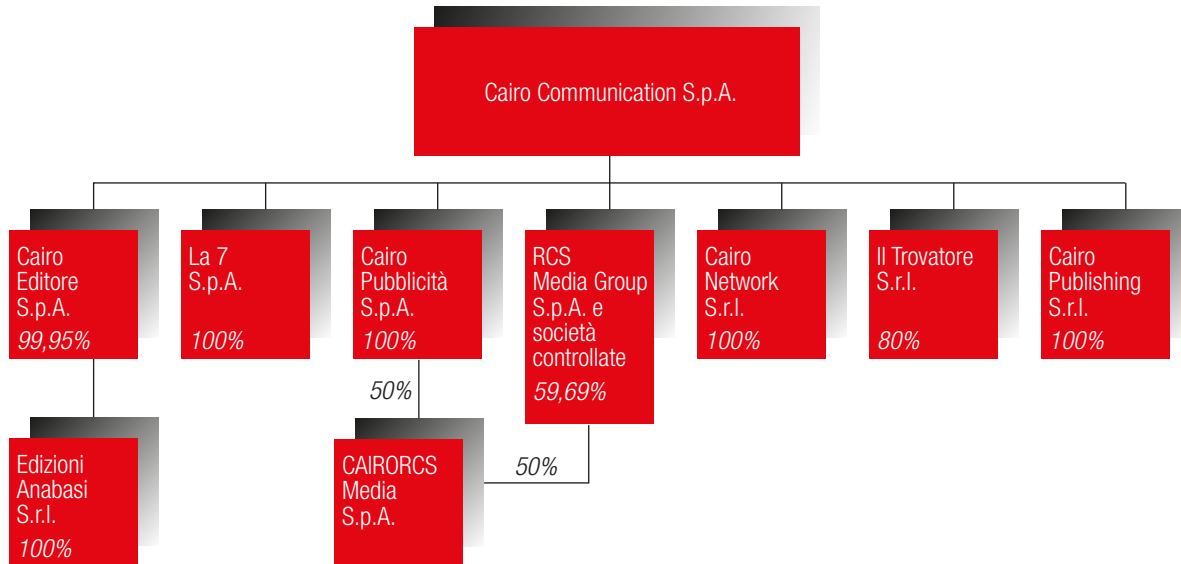 Cairo Communication S.p.A.
Cairo
Editore
S.p.A.
99,95%
La 7
S.p.A.
100%
Cairo
Pubblicità
S.p.A.
100%
RCS
Media Group
S.p.A. e
società
controllate
59,69%
Cairo
Network
S.r.l.
100%
Il Trovatore
S.r.l.
80%
Cairo
Publishing
S.r.l.
100%
50%
50%
Edizioni
Anabasi
S.r.l.
100%
CAIRORCS
Media
S.p.A.